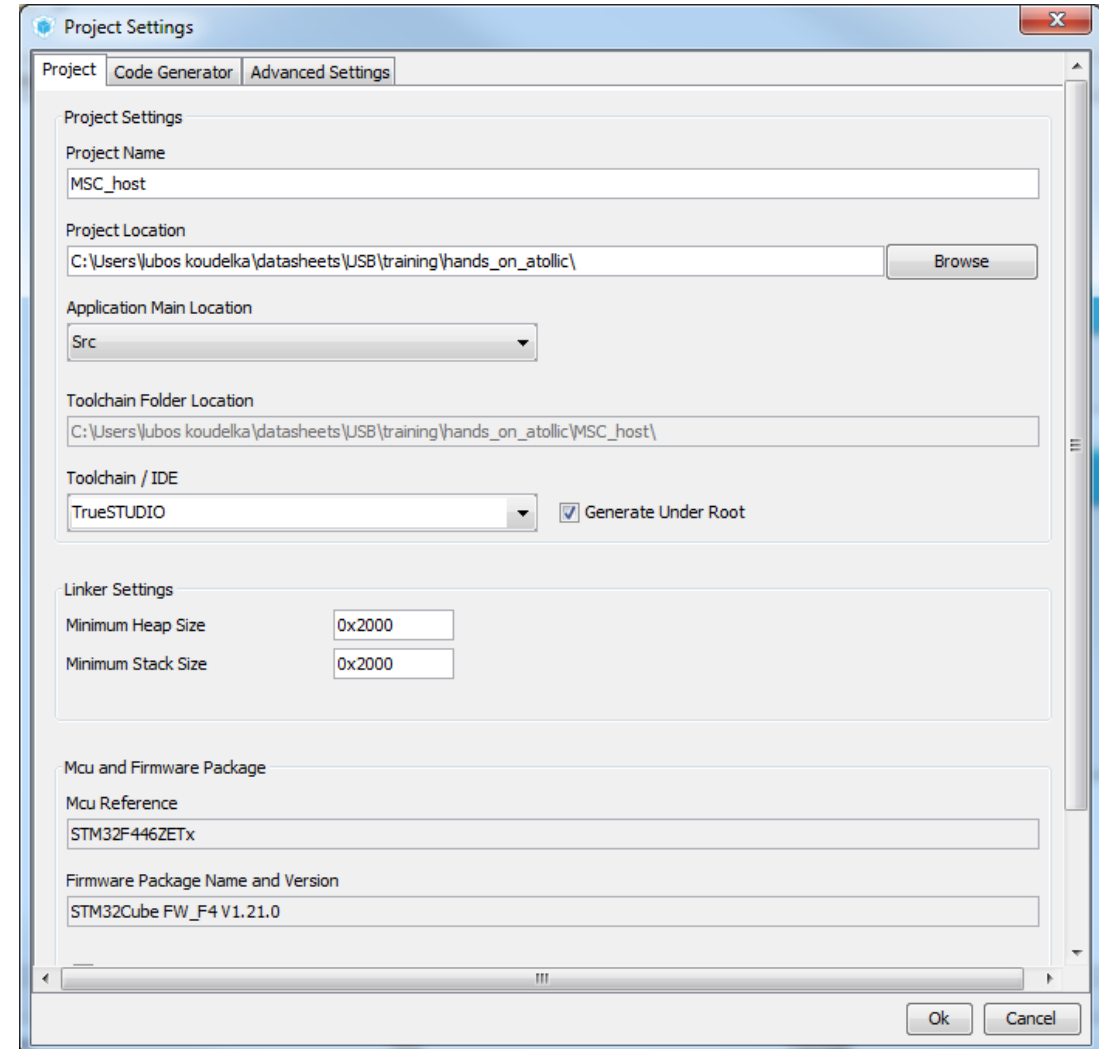 Project Settings
Project Code Generator Advanced Settings
Project Settings
Project Name
MSC_host
Project Location
C:\Users\lubos koudelka\datasheets\USB\training\hands_on_atollic\ Browse
Application Main Location
Src
Toolchain Folder Location
C:\Users\lubos koudelka\datasheets\USB\training\hands_on_atollic\MSC_host\
Toolchain / IDE
TrueSTUDIO Generate Under Root
Linker Settings
Minimum Heap Size 0x2000
Minimum Stack Size 0x2000
Mcu and Firmware Package
Mcu Reference
STM32F446ZETx
Firmware Package Name and Version
STM32Cube FW_F4 V1.21.0
Ok Cancel